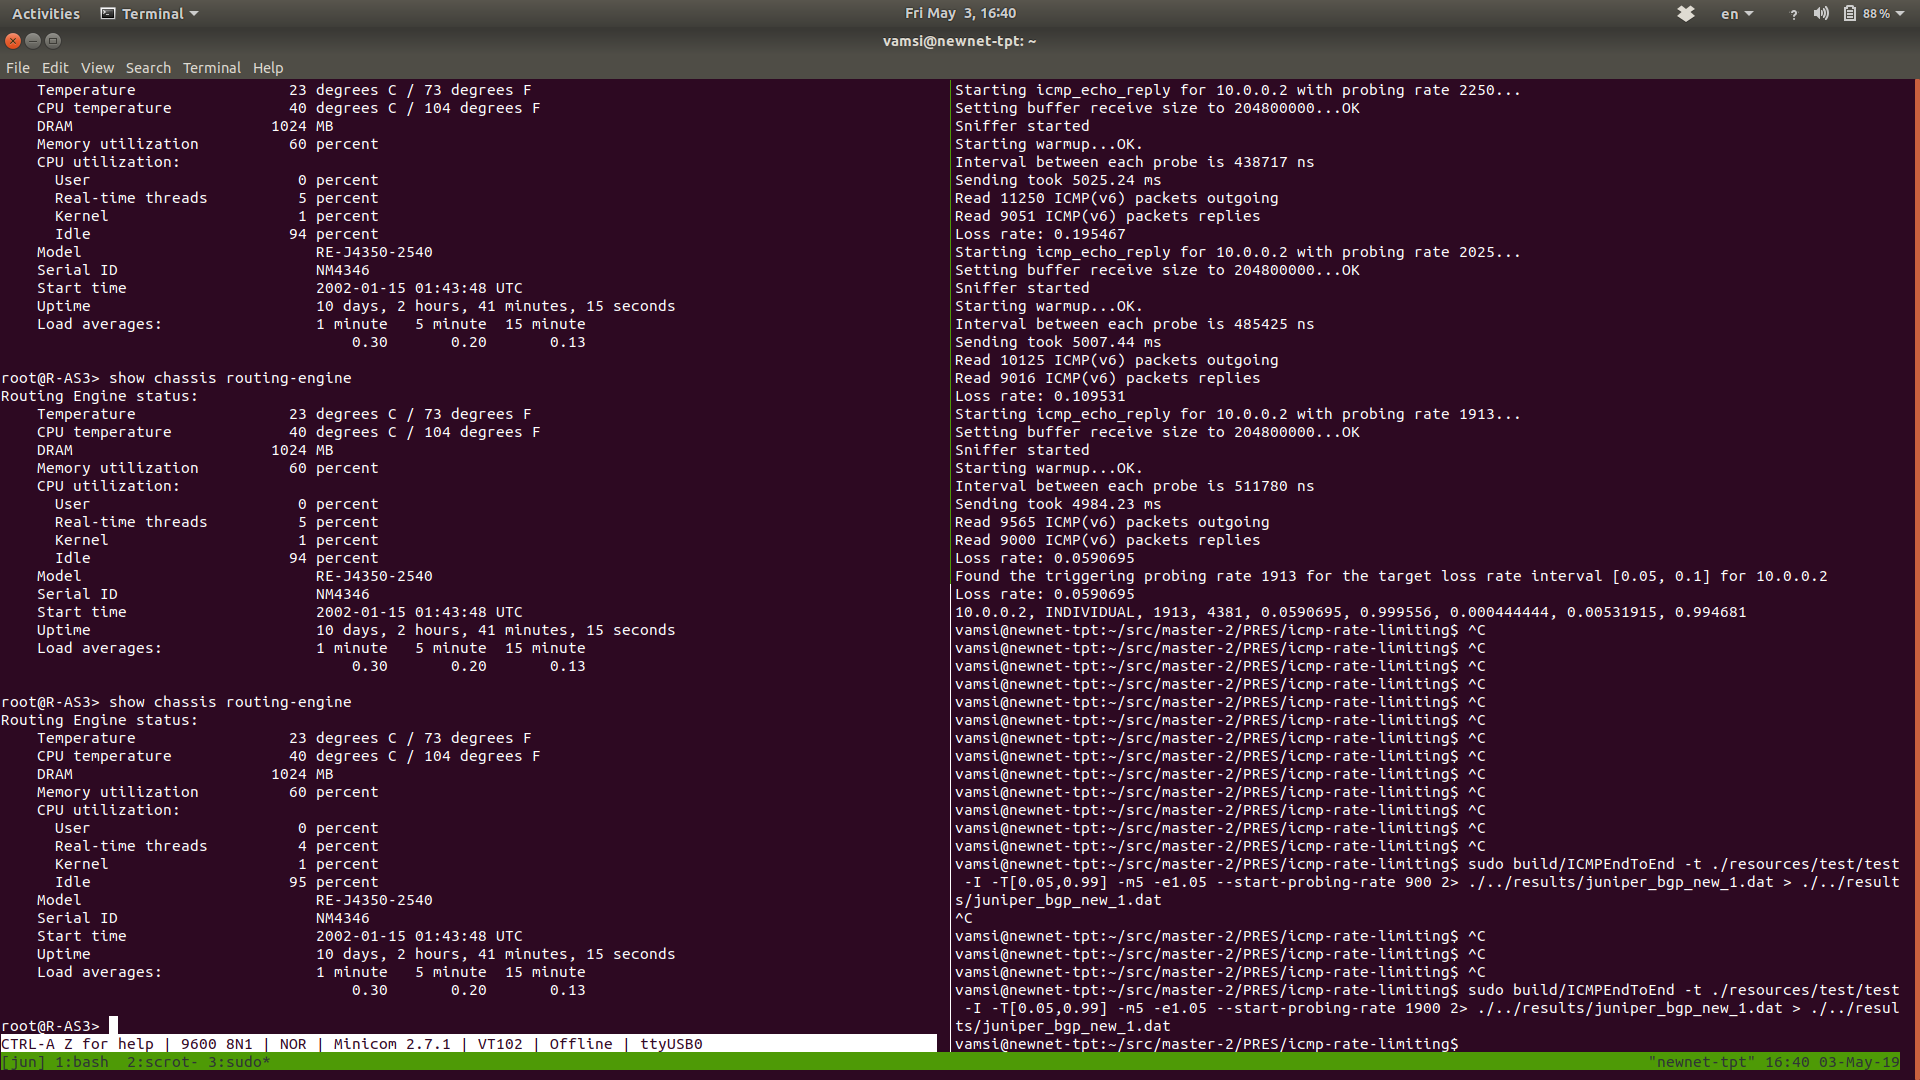 Activities Terminal Fri May 3, 16:40 en ? 88 %
vamsi@newnet-tpt: ~
File Edit View Search Terminal Help
Temperature 23 degrees C / 73 degrees F
CPU temperature 40 degrees C / 104 degrees F
DRAM 1024 MB
Memory utilization 60 percent
CPU utilization:
User 0 percent
Real-time threads 5 percent
Kernel 1 percent
Idle 94 percent
Model RE-J4350-2540
Serial ID NM4346
Start time 2002-01-15 01:43:48 UTC
Uptime 10 days, 2 hours, 41 minutes, 15 seconds
Load averages: 1 minute 5 minute 15 minute
0.30 0.20 0.13
root@R-AS3> show chassis routing-engine
Routing Engine status:
Temperature 23 degrees C / 73 degrees F
CPU temperature 40 degrees C / 104 degrees F
DRAM 1024 MB
Memory utilization 60 percent
CPU utilization:
User 0 percent
Real-time threads 5 percent
Kernel 1 percent
Idle 94 percent
Model RE-J4350-2540
Serial ID NM4346
Start time 2002-01-15 01:43:48 UTC
Uptime 10 days, 2 hours, 41 minutes, 15 seconds
Load averages: 1 minute 5 minute 15 minute
0.30 0.20 0.13
root@R-AS3> show chassis routing-engine
Routing Engine status:
Temperature 23 degrees C / 73 degrees F
CPU temperature 40 degrees C / 104 degrees F
DRAM 1024 MB
Memory utilization 60 percent
CPU utilization:
User 0 percent
Real-time threads 4 percent
Kernel 1 percent
Idle 95 percent
Model RE-J4350-2540
Serial ID NM4346
Start time 2002-01-15 01:43:48 UTC
Uptime 10 days, 2 hours, 41 minutes, 15 seconds
Load averages: 1 minute 5 minute 15 minute
0.30 0.20 0.13
root@R-AS3>
CTRL-A Z for help | 9600 8N1 | NOR | Minicom 2.7.1 | VT102 | Offline | ttyUSB0
Starting icmp_echo_reply for 10.0.0.2 with probing rate 2250...
Setting buffer receive size to 204800000...OK
Sniffer started
Starting warmup...OK.
Interval between each probe is 438717 ns
Sending took 5025.24 ms
Read 11250 ICMP(v6) packets outgoing
Read 9051 ICMP(v6) packets replies
Loss rate: 0.195467
Starting icmp_echo_reply for 10.0.0.2 with probing rate 2025...
Setting buffer receive size to 204800000...OK
Sniffer started
Starting warmup...OK.
Interval between each probe is 485425 ns
Sending took 5007.44 ms
Read 10125 ICMP(v6) packets outgoing
Read 9016 ICMP(v6) packets replies
Loss rate: 0.109531
Starting icmp_echo_reply for 10.0.0.2 with probing rate 1913...
Setting buffer receive size to 204800000...OK
Sniffer started
Starting warmup...OK.
Interval between each probe is 511780 ns
Sending took 4984.23 ms
Read 9565 ICMP(v6) packets outgoing
Read 9000 ICMP(v6) packets replies
Loss rate: 0.0590695
Found the triggering probing rate 1913 for the target loss rate interval [0.05, 0.1] for 10.0.0.2
Loss rate: 0.0590695
10.0.0.2, INDIVIDUAL, 1913, 4381, 0.0590695, 0.999556, 0.000444444, 0.00531915, 0.994681
vamsi@newnet-tpt:~/src/master-2/PRES/icmp-rate-limiting$ ^C
vamsi@newnet-tpt:~/src/master-2/PRES/icmp-rate-limiting$ ^C
vamsi@newnet-tpt:~/src/master-2/PRES/icmp-rate-limiting$ ^C
vamsi@newnet-tpt:~/src/master-2/PRES/icmp-rate-limiting$ ^C
vamsi@newnet-tpt:~/src/master-2/PRES/icmp-rate-limiting$ ^C
vamsi@newnet-tpt:~/src/master-2/PRES/icmp-rate-limiting$ ^C
vamsi@newnet-tpt:~/src/master-2/PRES/icmp-rate-limiting$ ^C
vamsi@newnet-tpt:~/src/master-2/PRES/icmp-rate-limiting$ ^C
vamsi@newnet-tpt:~/src/master-2/PRES/icmp-rate-limiting$ ^C
vamsi@newnet-tpt:~/src/master-2/PRES/icmp-rate-limiting$ ^C
vamsi@newnet-tpt:~/src/master-2/PRES/icmp-rate-limiting$ ^C
vamsi@newnet-tpt:~/src/master-2/PRES/icmp-rate-limiting$ ^C
vamsi@newnet-tpt:~/src/master-2/PRES/icmp-rate-limiting$ ^C
vamsi@newnet-tpt:~/src/master-2/PRES/icmp-rate-limiting$ sudo build/ICMPEndToEnd -t ./resources/test/test
-I -T[0.05,0.99] -m5 -e1.05 --start-probing-rate 900 2> ./../results/juniper_bgp_new_1.dat > ./../result
s/juniper_bgp_new_1.dat
^C
vamsi@newnet-tpt:~/src/master-2/PRES/icmp-rate-limiting$ ^C
vamsi@newnet-tpt:~/src/master-2/PRES/icmp-rate-limiting$ ^C
vamsi@newnet-tpt:~/src/master-2/PRES/icmp-rate-limiting$ ^C
vamsi@newnet-tpt:~/src/master-2/PRES/icmp-rate-limiting$ sudo build/ICMPEndToEnd -t ./resources/test/test
-I -T[0.05,0.99] -m5 -e1.05 --start-probing-rate 1900 2> ./../results/juniper_bgp_new_1.dat > ./../resul
ts/juniper_bgp_new_1.dat
vamsi@newnet-tpt:~/src/master-2/PRES/icmp-rate-limiting$
[jun] 1:bash 2:scrot- 3:sudo* "newnet-tpt" 16:40 03-May-19